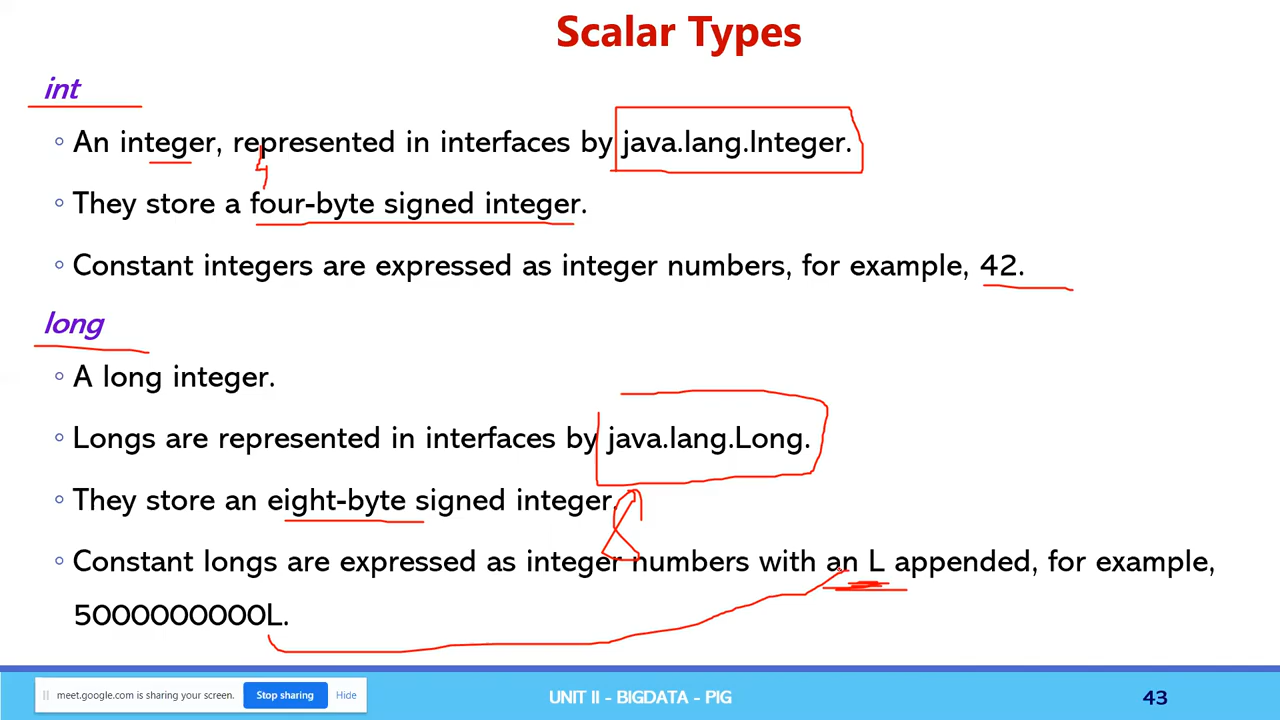 Scalar Types
int
◦ An integer, represented in interfaces by java.lang.Integer.
4
◦ They store a four-byte signed integer.
◦ Constant integers are expressed as integer numbers, for example, 42.
long
◦ A long integer.
◦ Longs are represented in interfaces by java.lang.Long.
◦ They store an eight-byte signed integer.
8
◦ Constant longs are expressed as integer numbers with an L appended, for example,
5000000000L.
meet.google.com is sharing your screen. Stop sharing Hide
UNIT II – BIGDATA - PIG
43